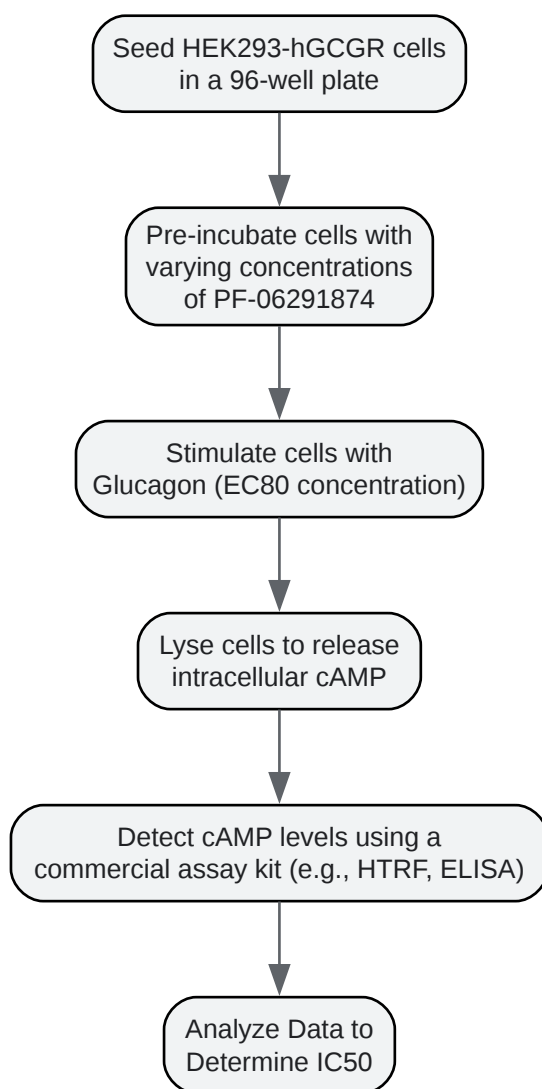 Seed HEK293-hGCGR cells
in a 96-well plate
Pre-incubate cells with
varying concentrations
of PF-06291874
Stimulate cells with
Glucagon (EC80 concentration)
Lyse cells to release
intracellular cAMP
Detect cAMP levels using a
commercial assay kit (e.g., HTRF, ELISA)
Analyze Data to
Determine IC50